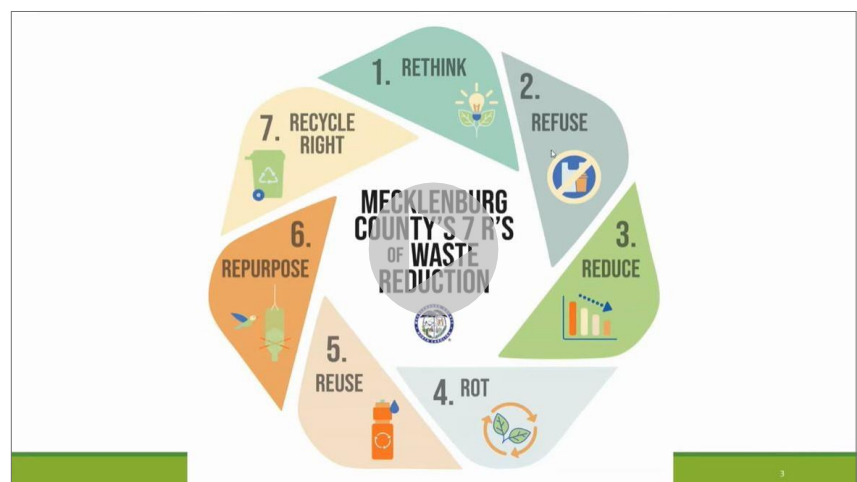 1. RETHINK
2.
REFUSE
3.
REDUCE
4. ROT
5.
REUSE
6.
REPURPOSE
7. RECYCLE
RIGHT
MECKLENBURG
COUNTY'S 7 R'S
OF WASTE
REDUCTION
3